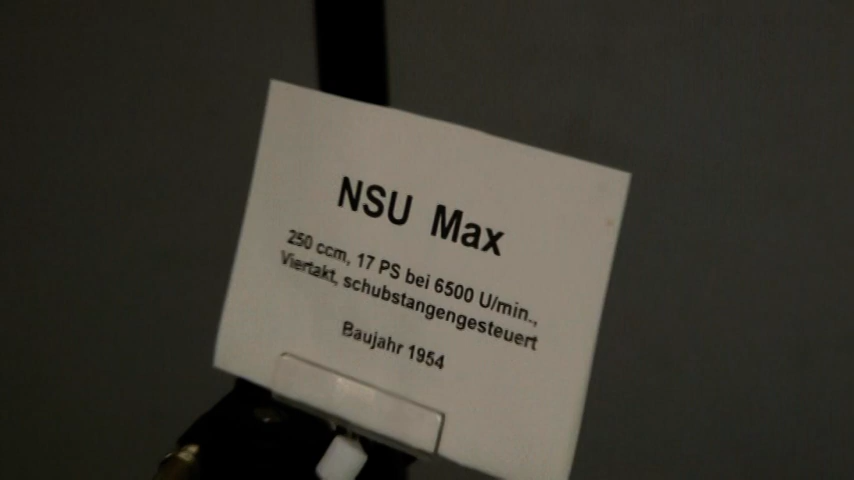 NSU Max
250 ccm, 17 PS bei 6500 U/min.,
Viertakt, schubstangengesteuert
Baujahr 1954